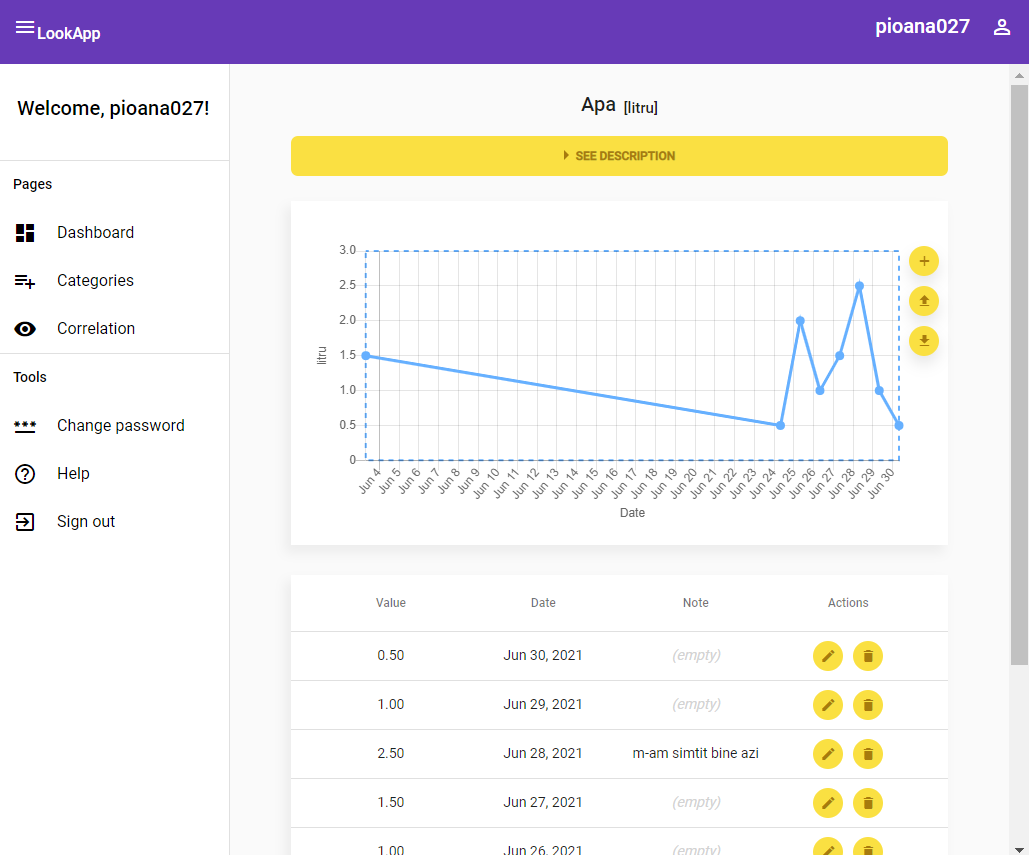 LookApp
pioana027
Welcome, pioana027!
Pages
Dashboard
Categories
Correlation
Tools
Change password
Help
Sign out
Apa [litru]
SEE DESCRIPTION
3.0
2.5
2.0
1.5
1.0
0.5
0
litru
Jun 4 Jun 5 Jun 6 Jun 7 Jun 8 Jun 9 Jun 10 Jun 11 Jun 12 Jun 13 Jun 14 Jun 15 Jun 16 Jun 17 Jun 18 Jun 19 Jun 20 Jun 21 Jun 22 Jun 23 Jun 24 Jun 25 Jun 26 Jun 27 Jun 28 Jun 29 Jun 30
Date
Value Date Note Actions
0.50 Jun 30, 2021 (empty)
1.00 Jun 29, 2021 (empty)
2.50 Jun 28, 2021 m-am simtit bine azi
1.50 Jun 27, 2021 (empty)
1.00 Jun 26, 2021 (empty)